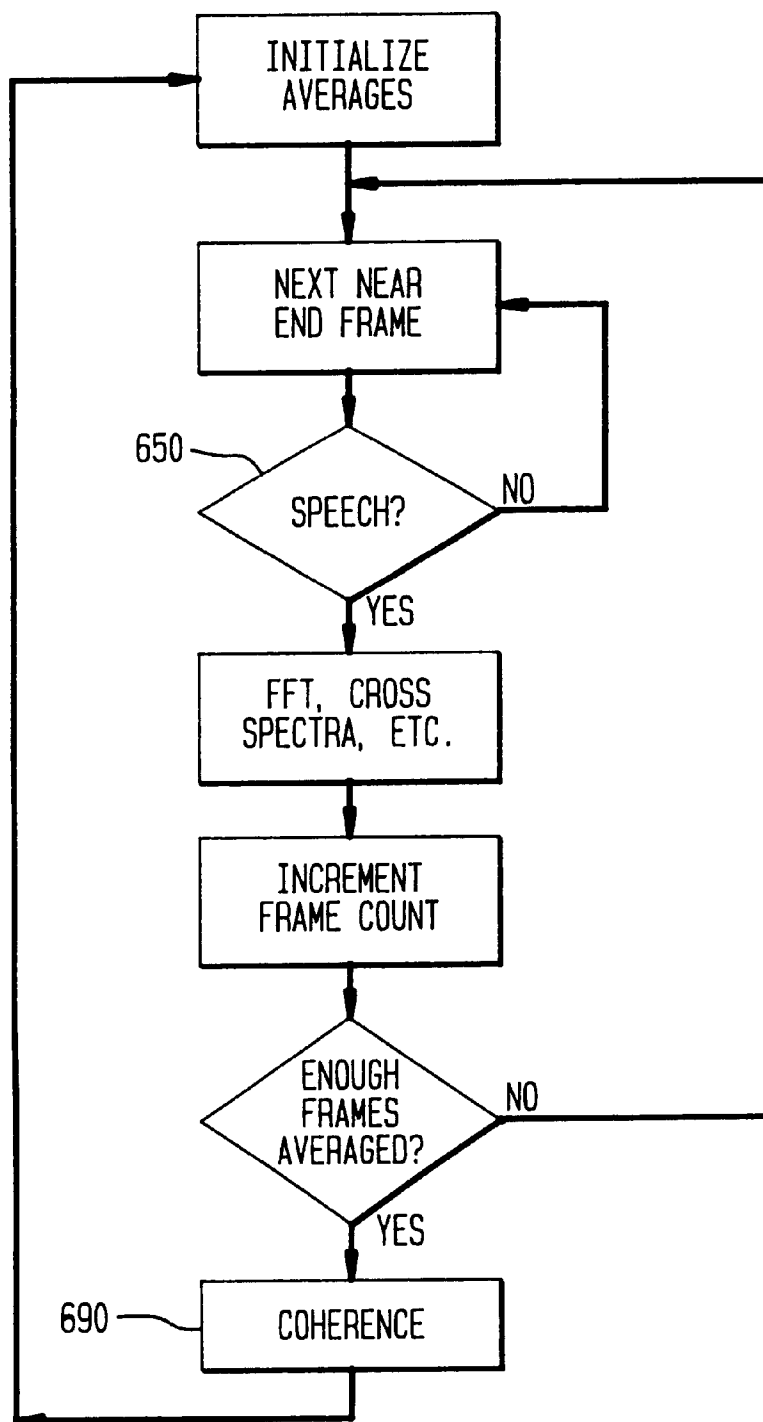 INITIALIZE
AVERAGES
NEXT NEAR
END FRAME
650
SPEECH?
NO
YES
FFT, CROSS
SPECTRA, ETC.
INCREMENT
FRAME COUNT
ENOUGH
FRAMES
AVERAGED?
NO
YES
690
COHERENCE